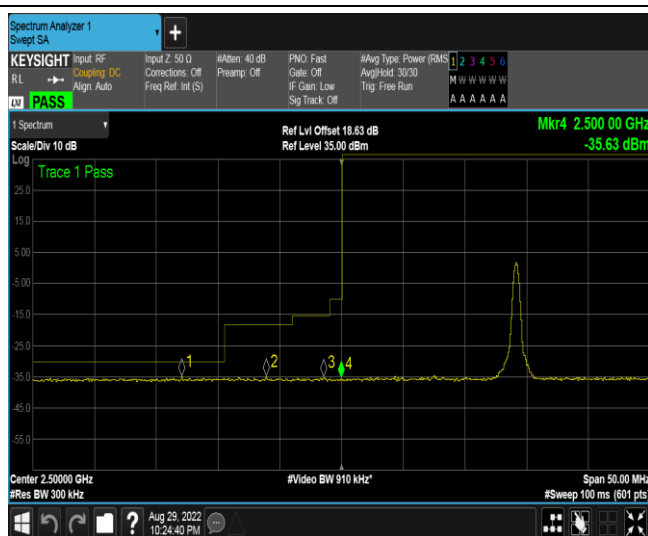 Spectrum Analyzer 1
Swept SA
+
KEYSIGHT Input: RF Input Z: 50 Ω #Atten: 40 dB PNO: Fast #Avg Type: Power (RMS 1 2 3 4 5 6
RL Coupling: DC Corrections: Off Preamp: Off Gate: Off Avg|Hold: 30/30 M W W W W W
Align: Auto Freq Ref: Int (S) IF Gain: Low Trig: Free Run
LXI PASS Sig Track: Off A A A A A A
1 Spectrum Ref Lvl Offset 18.63 dB Mkr4 2.500 00 GHz
Scale/Div 10 dB Ref Level 35.00 dBm -35.63 dBm
Log
Trace 1 Pass
25.0
15.0
5.00
-5.00
-15.0
-25.0
1 2 3 4
-35.0
-45.0
-55.0
Center 2.50000 GHz #Video BW 910 kHz* Span 50.00 MHz
#Res BW 300 kHz #Sweep 100 ms (601 pts)
? Aug 29, 2022
10:24:40 PM